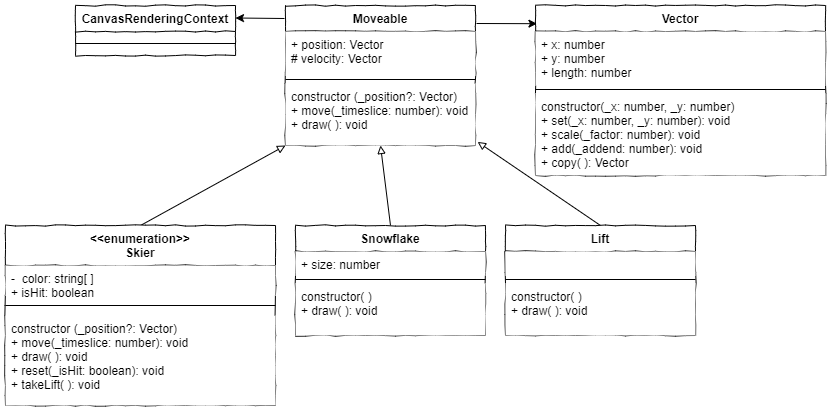 CanvasRenderingContext
Moveable
+ position: Vector
# velocity: Vector
constructor (_position?: Vector)
+ move(_timeslice: number): void
+ draw( ): void
Vector
+ x: number
+ y: number
+ length: number
constructor(_x: number, _y: number)
+ set(_x: number, _y: number): void
+ scale(_factor: number): void
+ add(_addend: number): void
+ copy( ): Vector
<<enumeration>>
Skier
-  color: string[ ]
+ isHit: boolean
constructor (_position?: Vector)
+ move(_timeslice: number): void
+ draw( ): void
+ reset(_isHit: boolean): void
+ takeLift( ): void
Snowflake
+ size: number
constructor( )
+ draw( ): void
Lift
constructor( )
+ draw( ): void